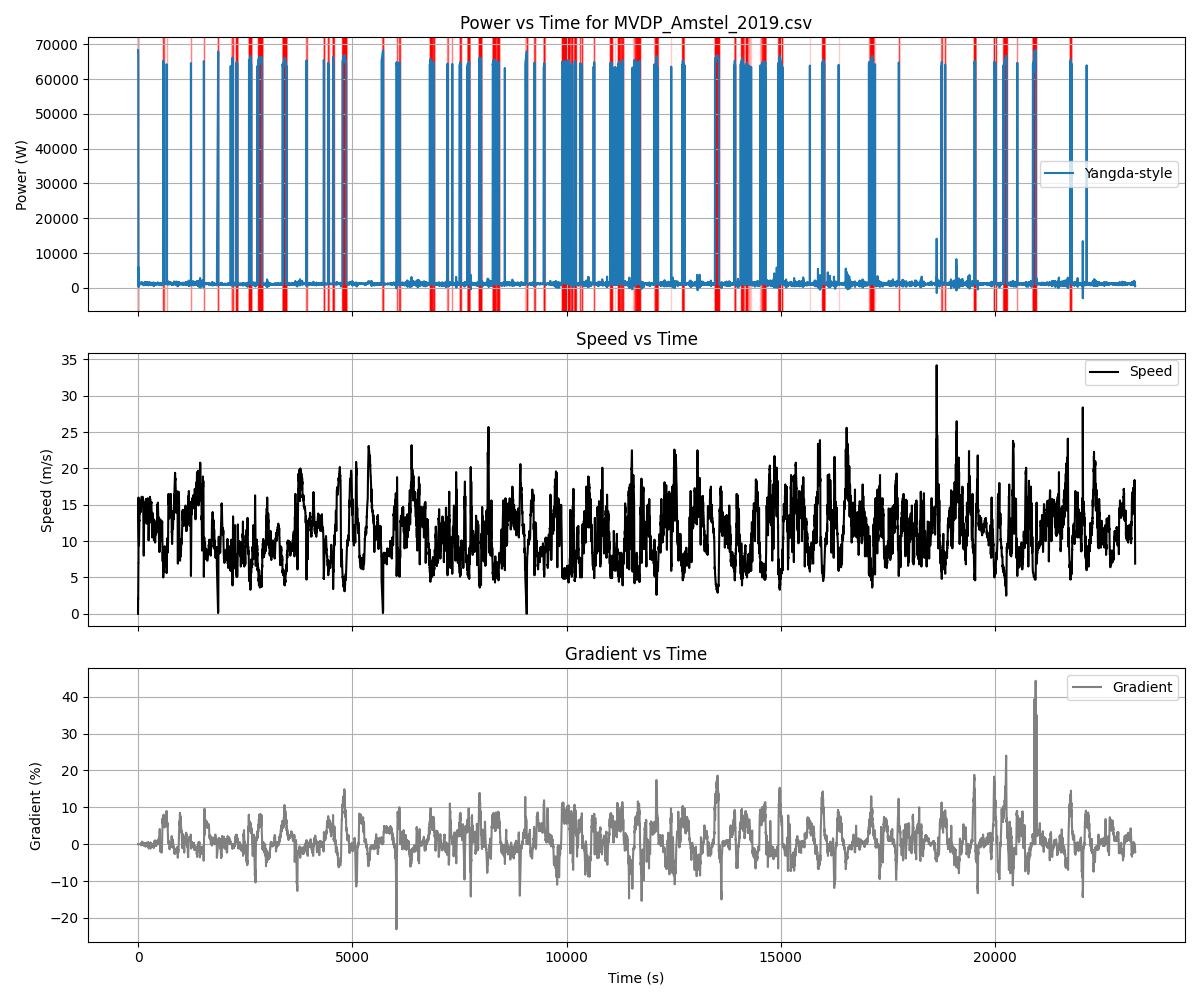 Power vs Time for MVDP_Amstel_2019.csv
70000
60000
50000
40000
30000
20000
10000
0
Power (W)
Yangda-style
Speed vs Time
35
30
25
20
15
10
5
0
Speed (m/s)
Speed
Gradient vs Time
40
30
20
10
0
−10
−20
Gradient (%)
Gradient
0 5000 10000 15000 20000
Time (s)